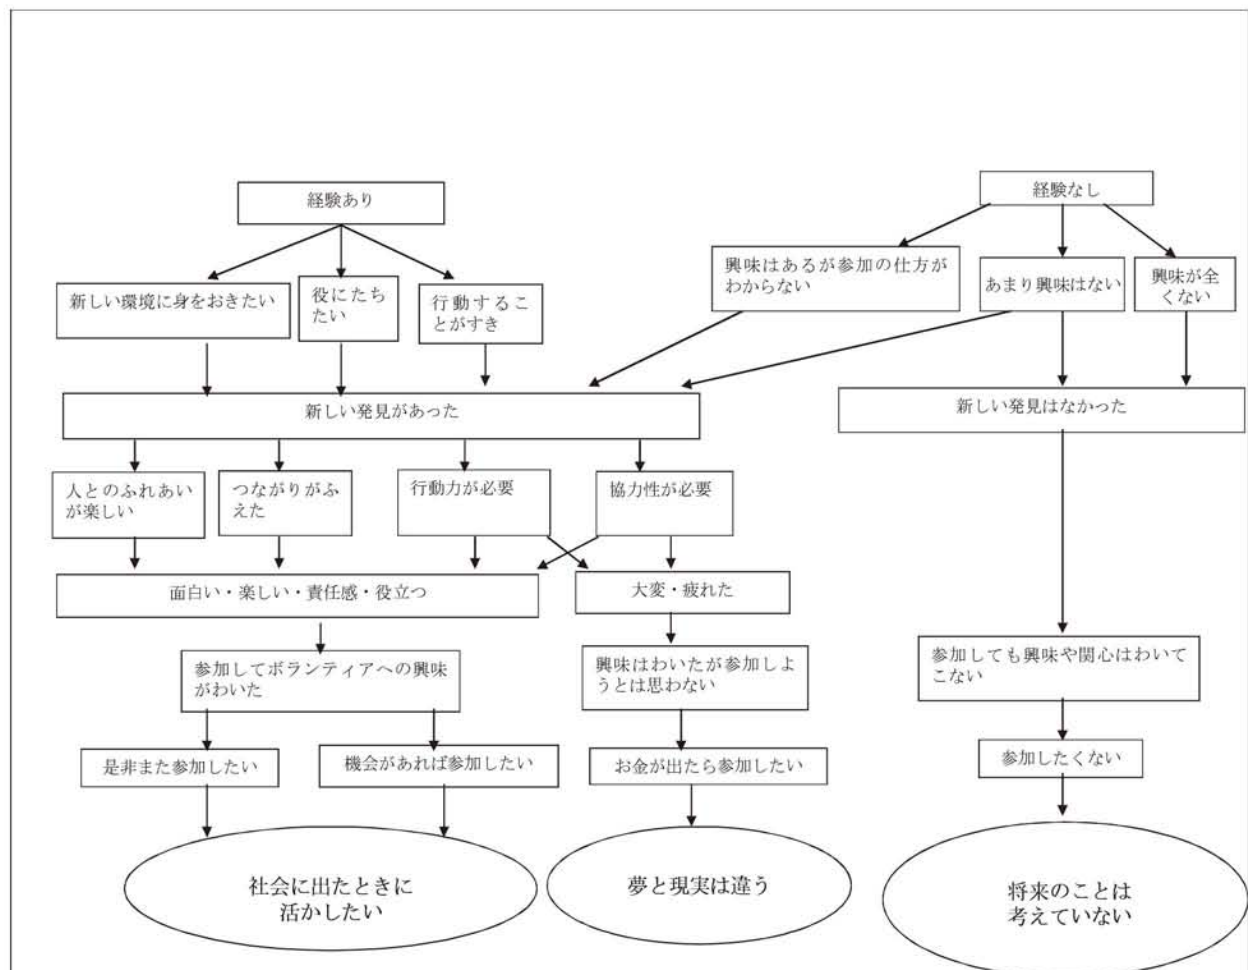 経験あり
経験なし
新しい環境に身をおきたい
役にたち
たい
行動するこ
とがすき
興味はあるが参加の仕方が
わからない
あまり興味はない
興味が全
くない
新しい発見があった
新しい発見はなかった
人とのふれあい
が楽しい
つながりがふ
えた
行動力が必要
協力性が必要
面白い・楽しい・責任感・役立つ
大変・疲れた
参加してボランティアへの興味
がわいた
興味はわいたが参加しよ
うとは思わない
参加しても興味や関心はわいて
こない
是非また参加したい
機会があれば参加したい
お金が出たら参加したい
参加したくない
社会に出たときに
活かしたい
夢と現実は違う
将来のことは
考えていない